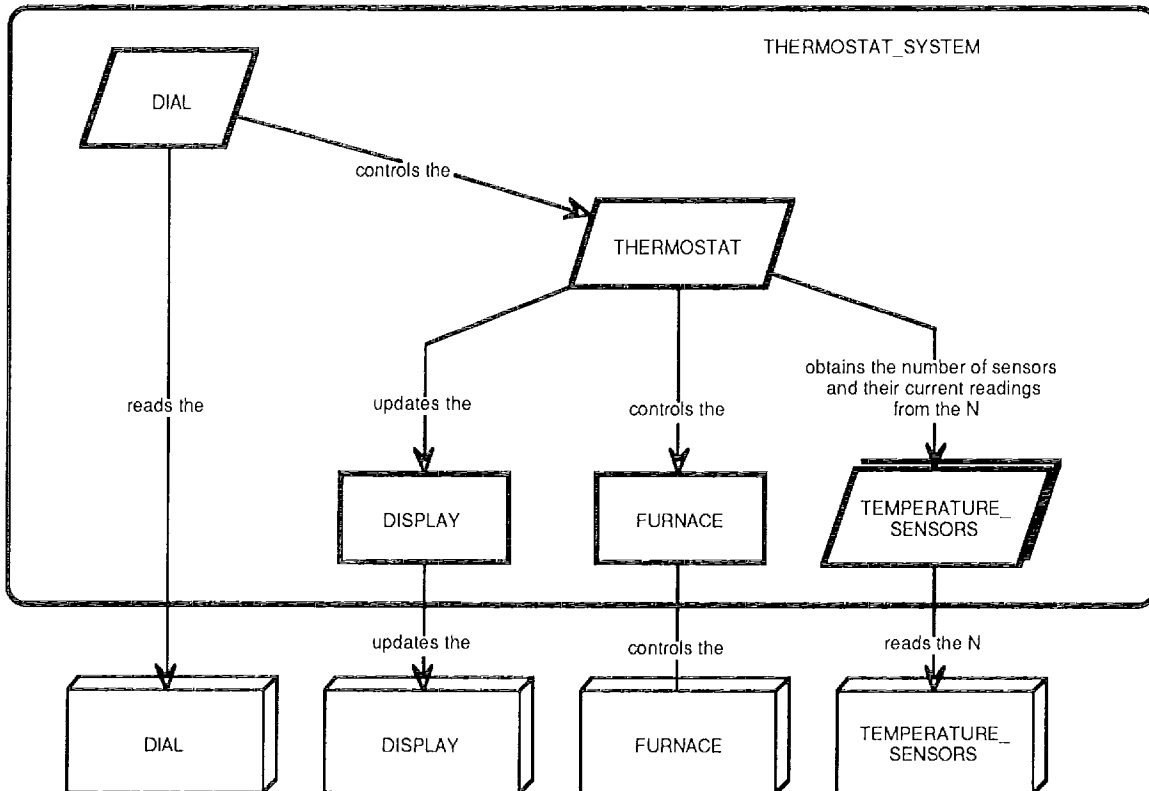 THERMOSTAT_SYSTEM
DIAL
controls the
THERMOSTAT
obtains the number of sensors
and their current readings
from the N
reads the
updates the
controls the
DISPLAY
FURNACE
TEMPERATURE_
SENSORS
updates the
controls the
reads the N
DIAL
DISPLAY
FURNACE
TEMPERATURE_
SENSORS